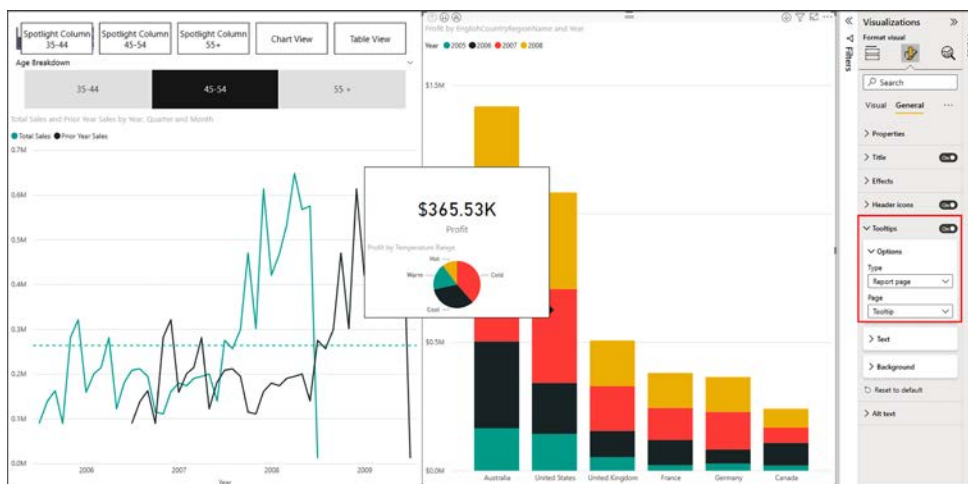 Spotlight Column
35-44
Spotlight Column
45-54
Spotlight Column
55+
Chart View
Table View
Age Breakdown
35-44
45-54
55 +
Total Sales and Prior Year Sales by Year, Quarter and Month
Total Sales
Prior Year Sales
0.7M
0.6M
0.5M
0.4M
0.3M
0.2M
0.1M
0.0M
2006
2007
2008
2009
Year
Profit by EnglishCountryRegionName and Year
Year
2005
2006
2007
2008
$1.5M
$0.5M
$0.0M
Australia
United States
United Kingdom
France
Germany
Canada
$365.53K
Profit
Profit by Temperature Range
Hot
Warm
Cold
Cool
Filters
Visualizations
Format visual
Search
Visual
General
Properties
Title
On
Effects
Header icons
On
Tooltips
On
Options
Type
Report page
Page
Tooltip
Text
Background
Reset to default
Alt text